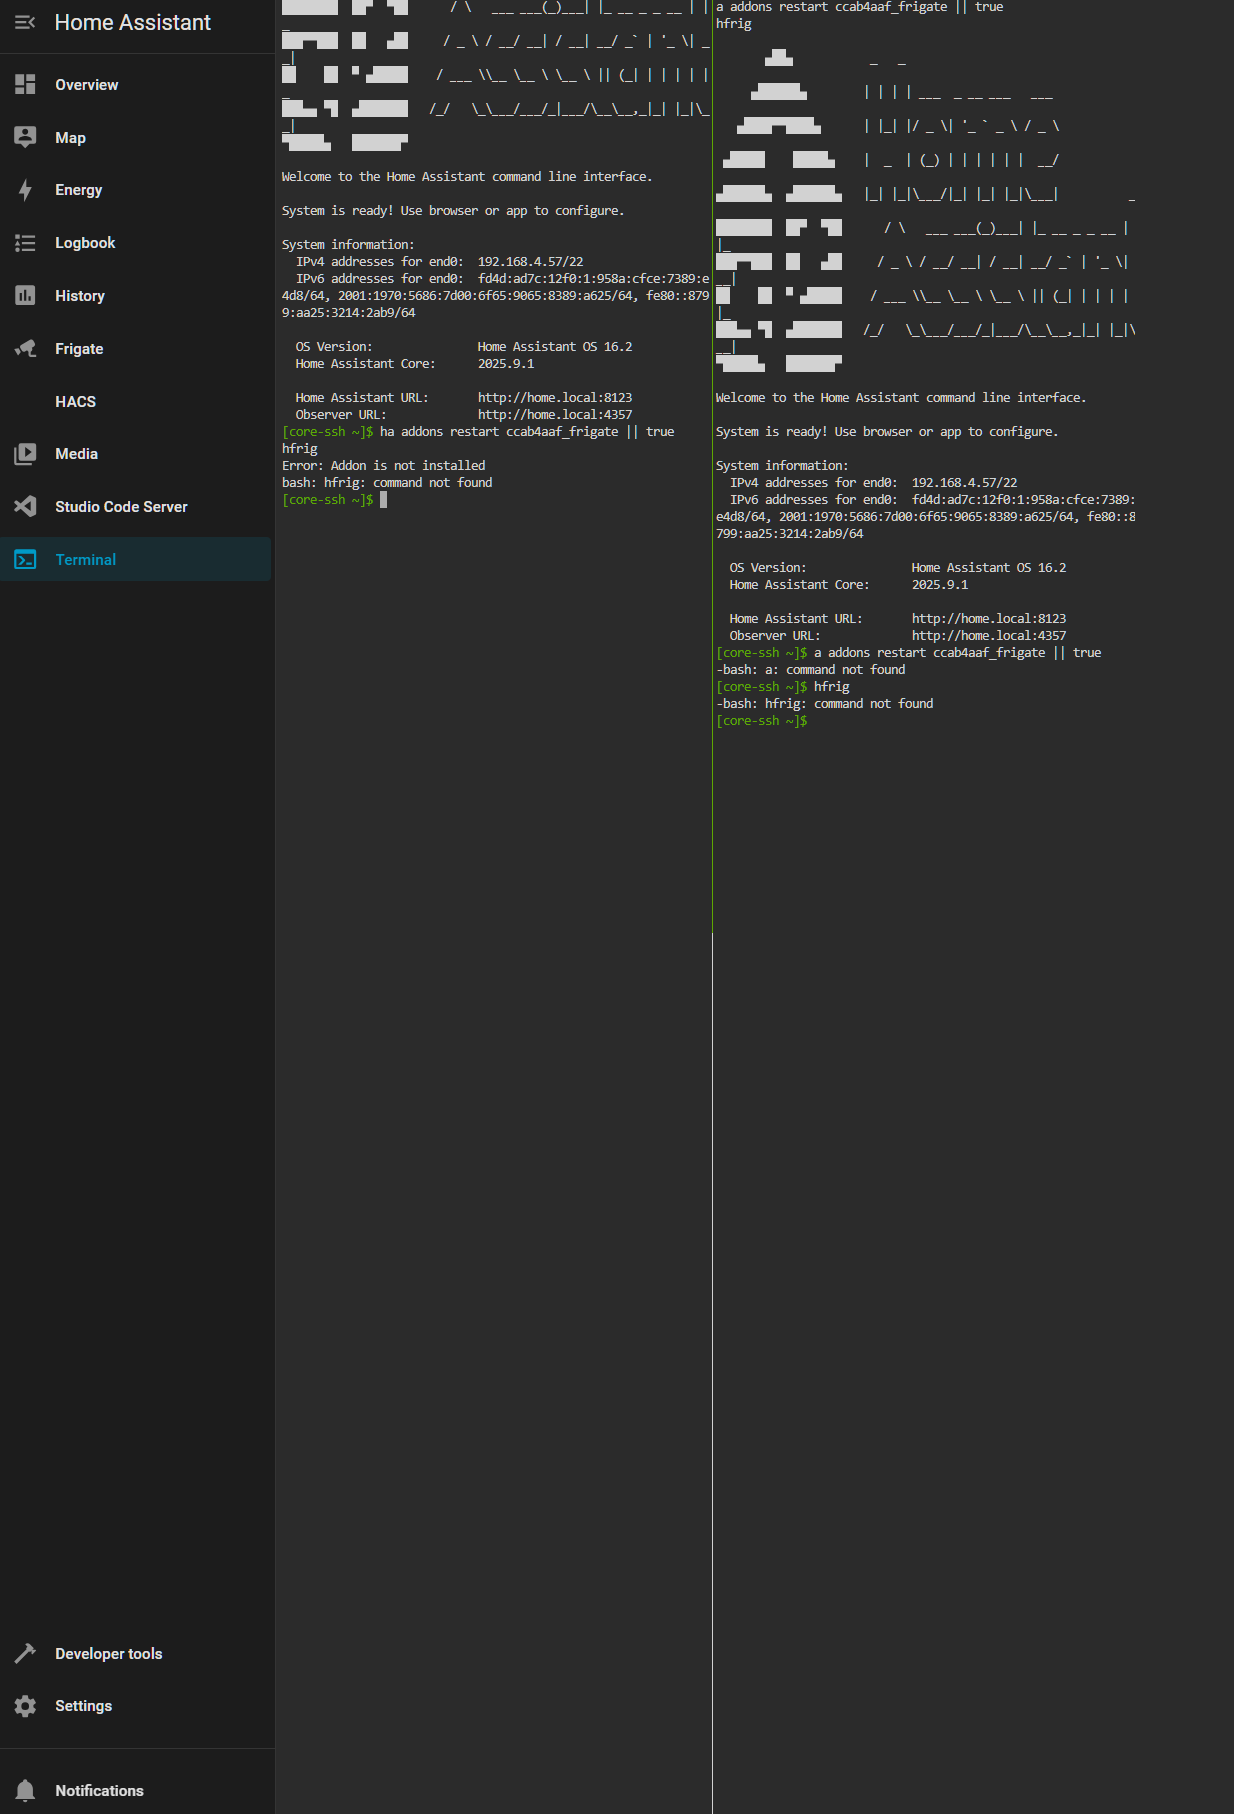 Home Assistant
Overview
Map
Energy
Logbook
History
Frigate
HACS
Media
Studio Code Server
Terminal
Developer tools
Settings
Notifications
Welcome to the Home Assistant command line interface.
System is ready! Use browser or app to configure.
System information:
IPv4 addresses for end0:  192.168.4.57/22
IPv6 addresses for end0:  fd4d:ad7c:12f0:1:958a:cfce:7389:e
4d8/64, 2001:1970:5686:7d00:6f65:9065:8389:a625/64, fe80::879
9:aa25:3214:2ab9/64
OS Version:               Home Assistant OS 16.2
Home Assistant Core:      2025.9.1
Home Assistant URL:       http://home.local:8123
Observer URL:             http://home.local:4357
[core-ssh ~]$ ha addons restart ccab4aaf_frigate || true
hfrig
Error: Addon is not installed
bash: hfrig: command not found
[core-ssh ~]$
a addons restart ccab4aaf_frigate || true
hfrig
Welcome to the Home Assistant command line interface.
System is ready! Use browser or app to configure.
System information:
IPv4 addresses for end0:  192.168.4.57/22
IPv6 addresses for end0:  fd4d:ad7c:12f0:1:958a:cfce:7389:
e4d8/64, 2001:1970:5686:7d00:6f65:9065:8389:a625/64, fe80::8
799:aa25:3214:2ab9/64
OS Version:               Home Assistant OS 16.2
Home Assistant Core:      2025.9.1
Home Assistant URL:       http://home.local:8123
Observer URL:             http://home.local:4357
[core-ssh ~]$ a addons restart ccab4aaf_frigate || true
-bash: a: command not found
[core-ssh ~]$ hfrig
-bash: hfrig: command not found
[core-ssh ~]$